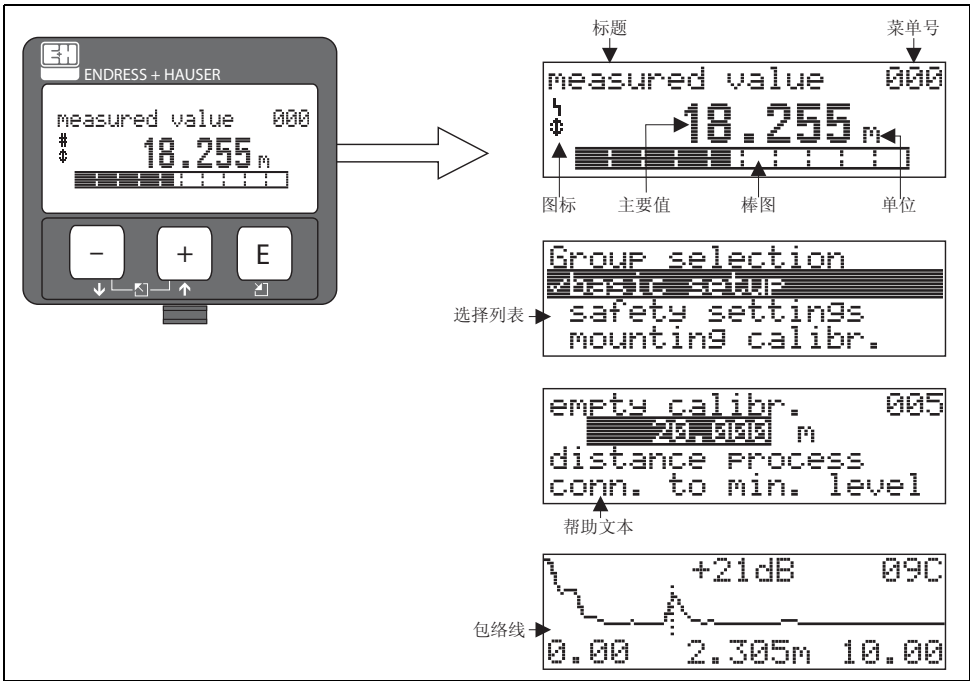 ENDRESS + HAUSER
measured value 000
18.255 m
− + E
标题 菜单号
measured value 000
18.255 m
图标 主要值 棒图 单位
Group selection
basic setup
safety settings
mounting calibr.
选择列表
empty calibr. 005
20.000 m
distance process
conn. to min. level
帮助文本
+21dB 09C
包络线
0.00 2.305m 10.00